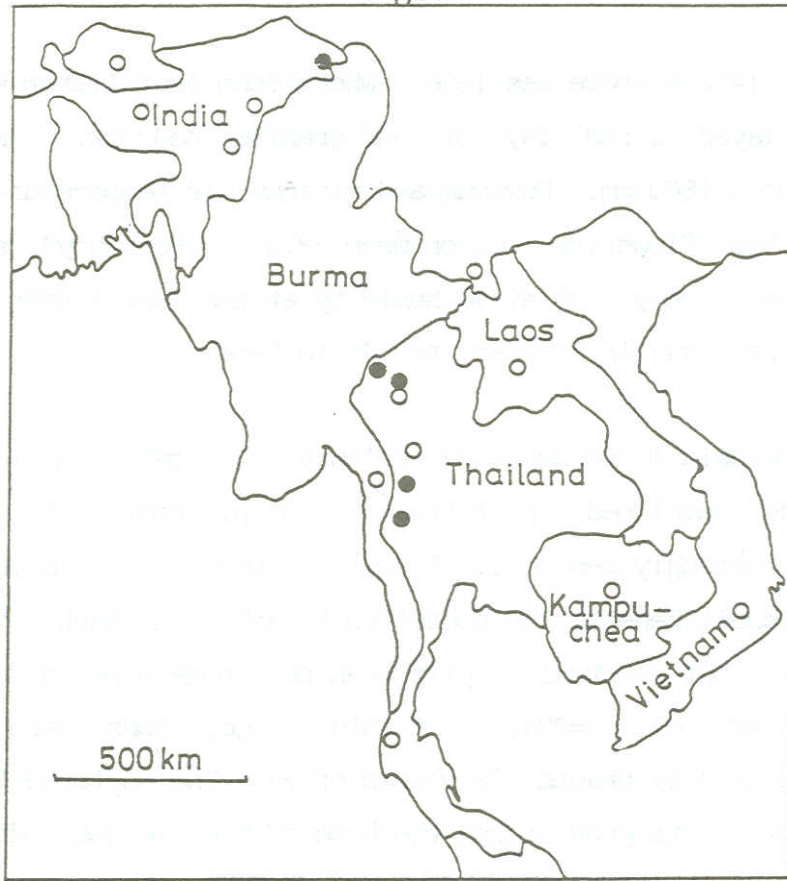 India
Burma
Laos
Thailand
Kampu-
chea
Vietnam
500 km